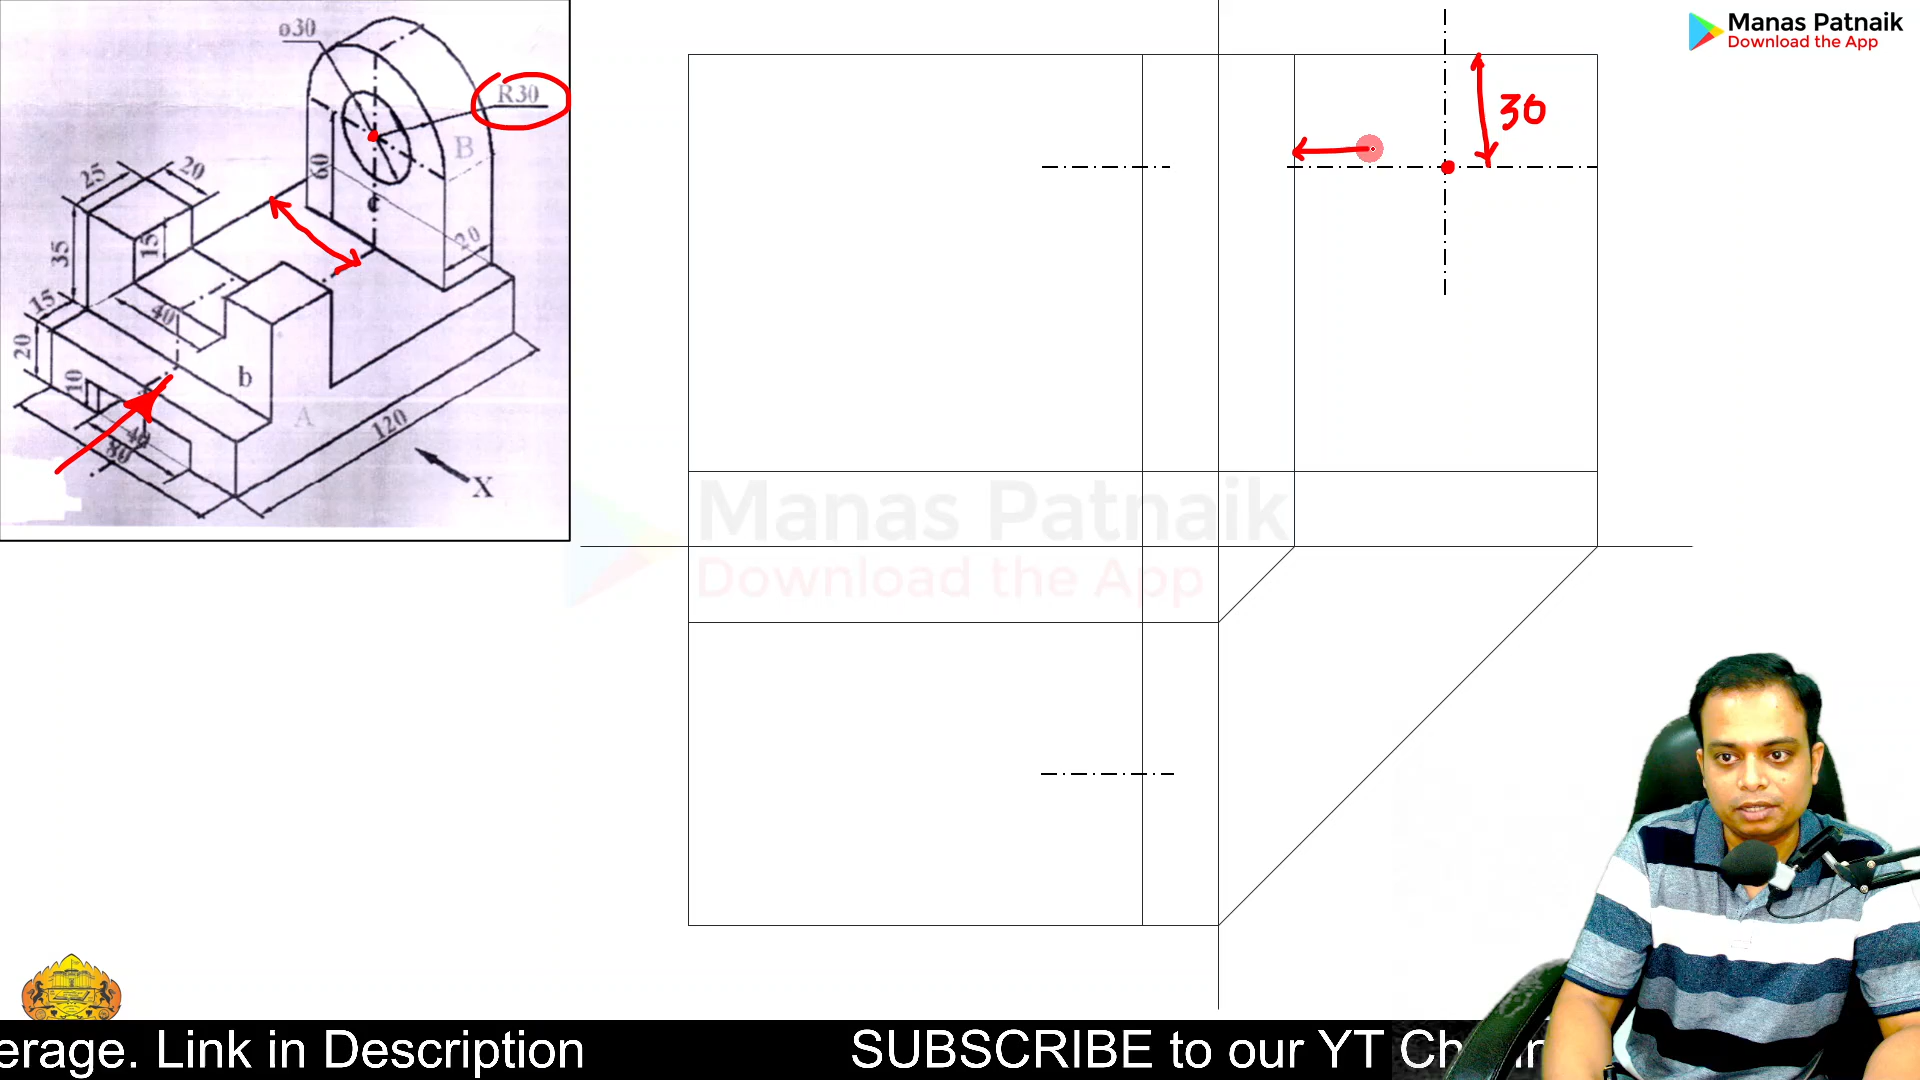 ø30
R30
B
60
25
20
15
35
20
15
40
20
b
10
A
40
80
120
X
30
Manas Patnaik
Download the App
Manas Patnaik
Download the App
erage. Link in Description
SUBSCRIBE to our YT Ch